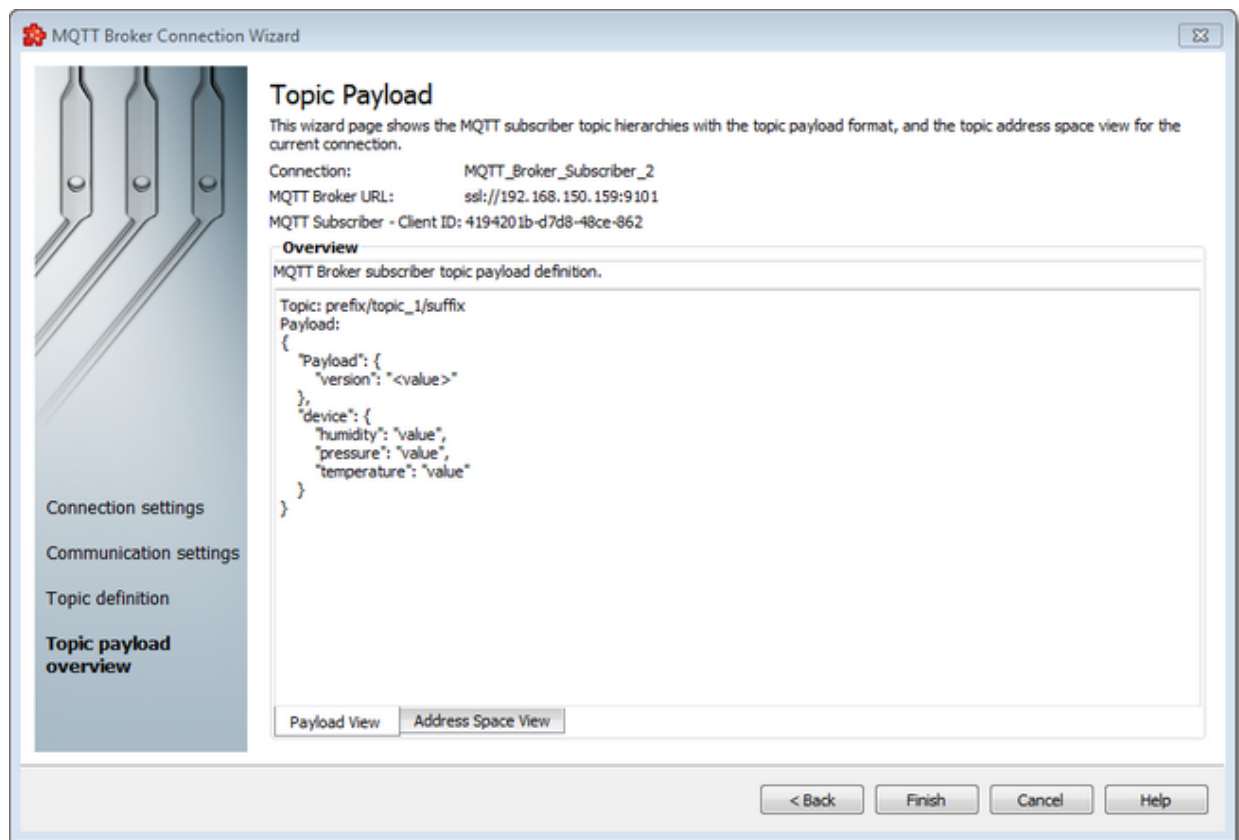 MQTT Broker Connection Wizard
Topic Payload
This wizard page shows the MQTT subscriber topic hierarchies with the topic payload format, and the topic address space view for the
current connection.
Connection: MQTT_Broker_Subscriber_2
MQTT Broker URL: ssl://192.168.150.159:9101
MQTT Subscriber - Client ID: 4194201b-d7d8-48ce-862
Overview
MQTT Broker subscriber topic payload definition.
Topic: prefix/topic_1/suffix
Payload:
{
"Payload": {
"version": "<value>"
},
"device": {
"humidity": "value",
"pressure": "value",
"temperature": "value"
}
}
Connection settings
Communication settings
Topic definition
Topic payload
overview
Payload View Address Space View
< Back Finish Cancel Help